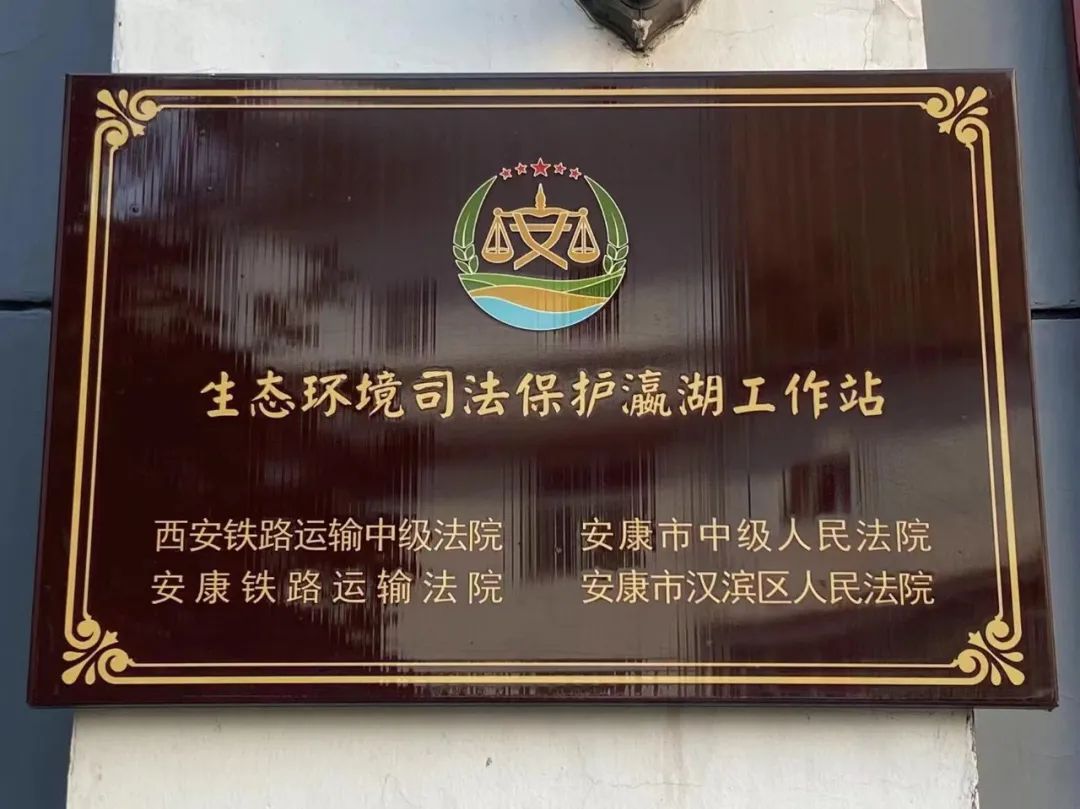 生态环境司法保护瀛湖工作站
西安铁路运输中级法院 安康市中级人民法院
安康铁路运输法院 安康市汉滨区人民法院